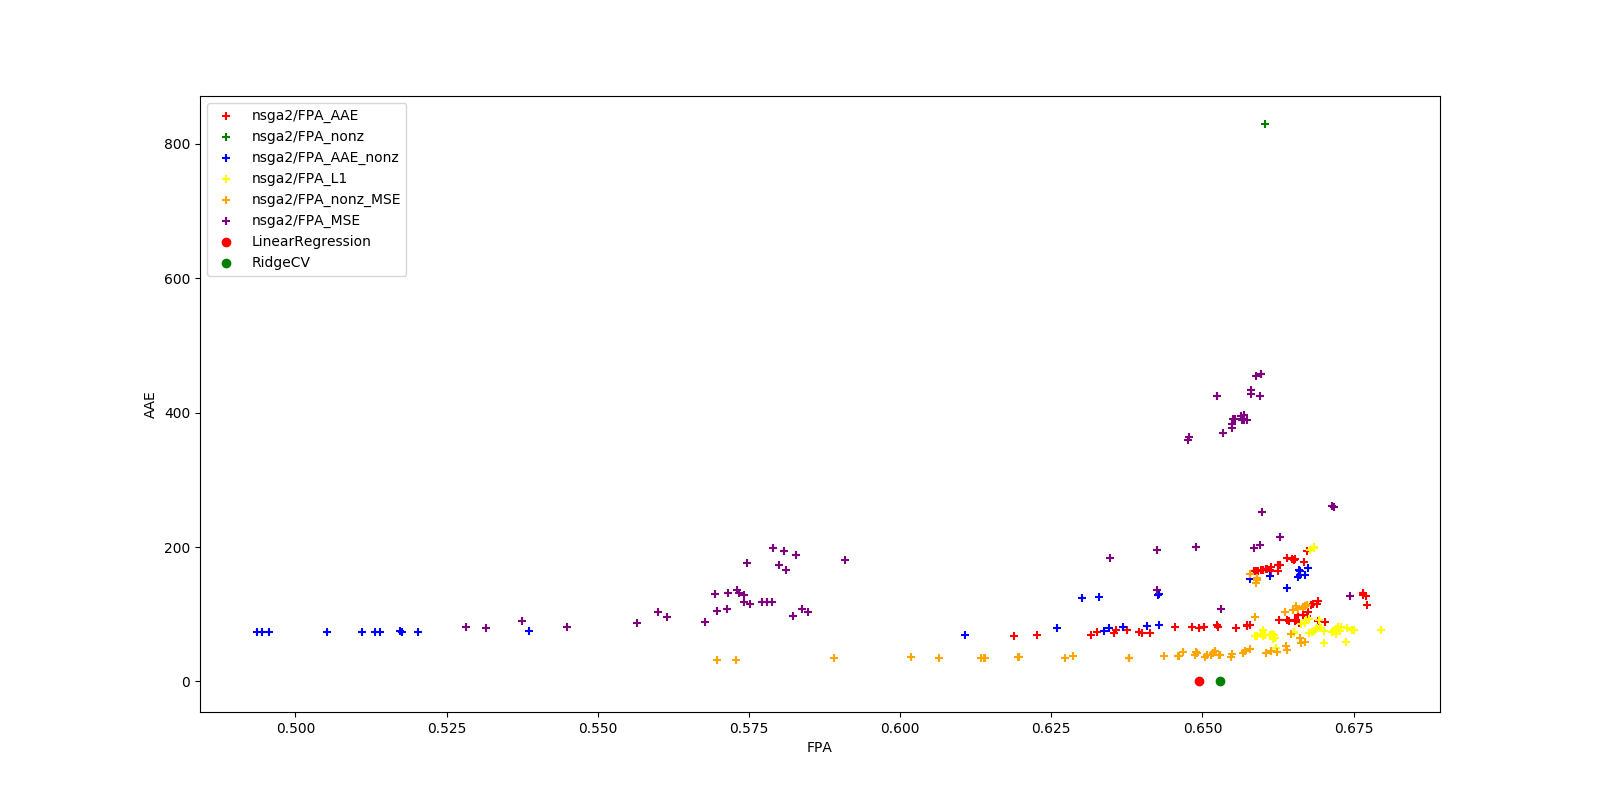 nsga2/FPA_AAE
nsga2/FPA_nonz
nsga2/FPA_AAE_nonz
nsga2/FPA_L1
nsga2/FPA_nonz_MSE
nsga2/FPA_MSE
LinearRegression
RidgeCV
800
600
400
200
0
AAE
0.500 0.525 0.550 0.575 0.600 0.625 0.650 0.675
FPA